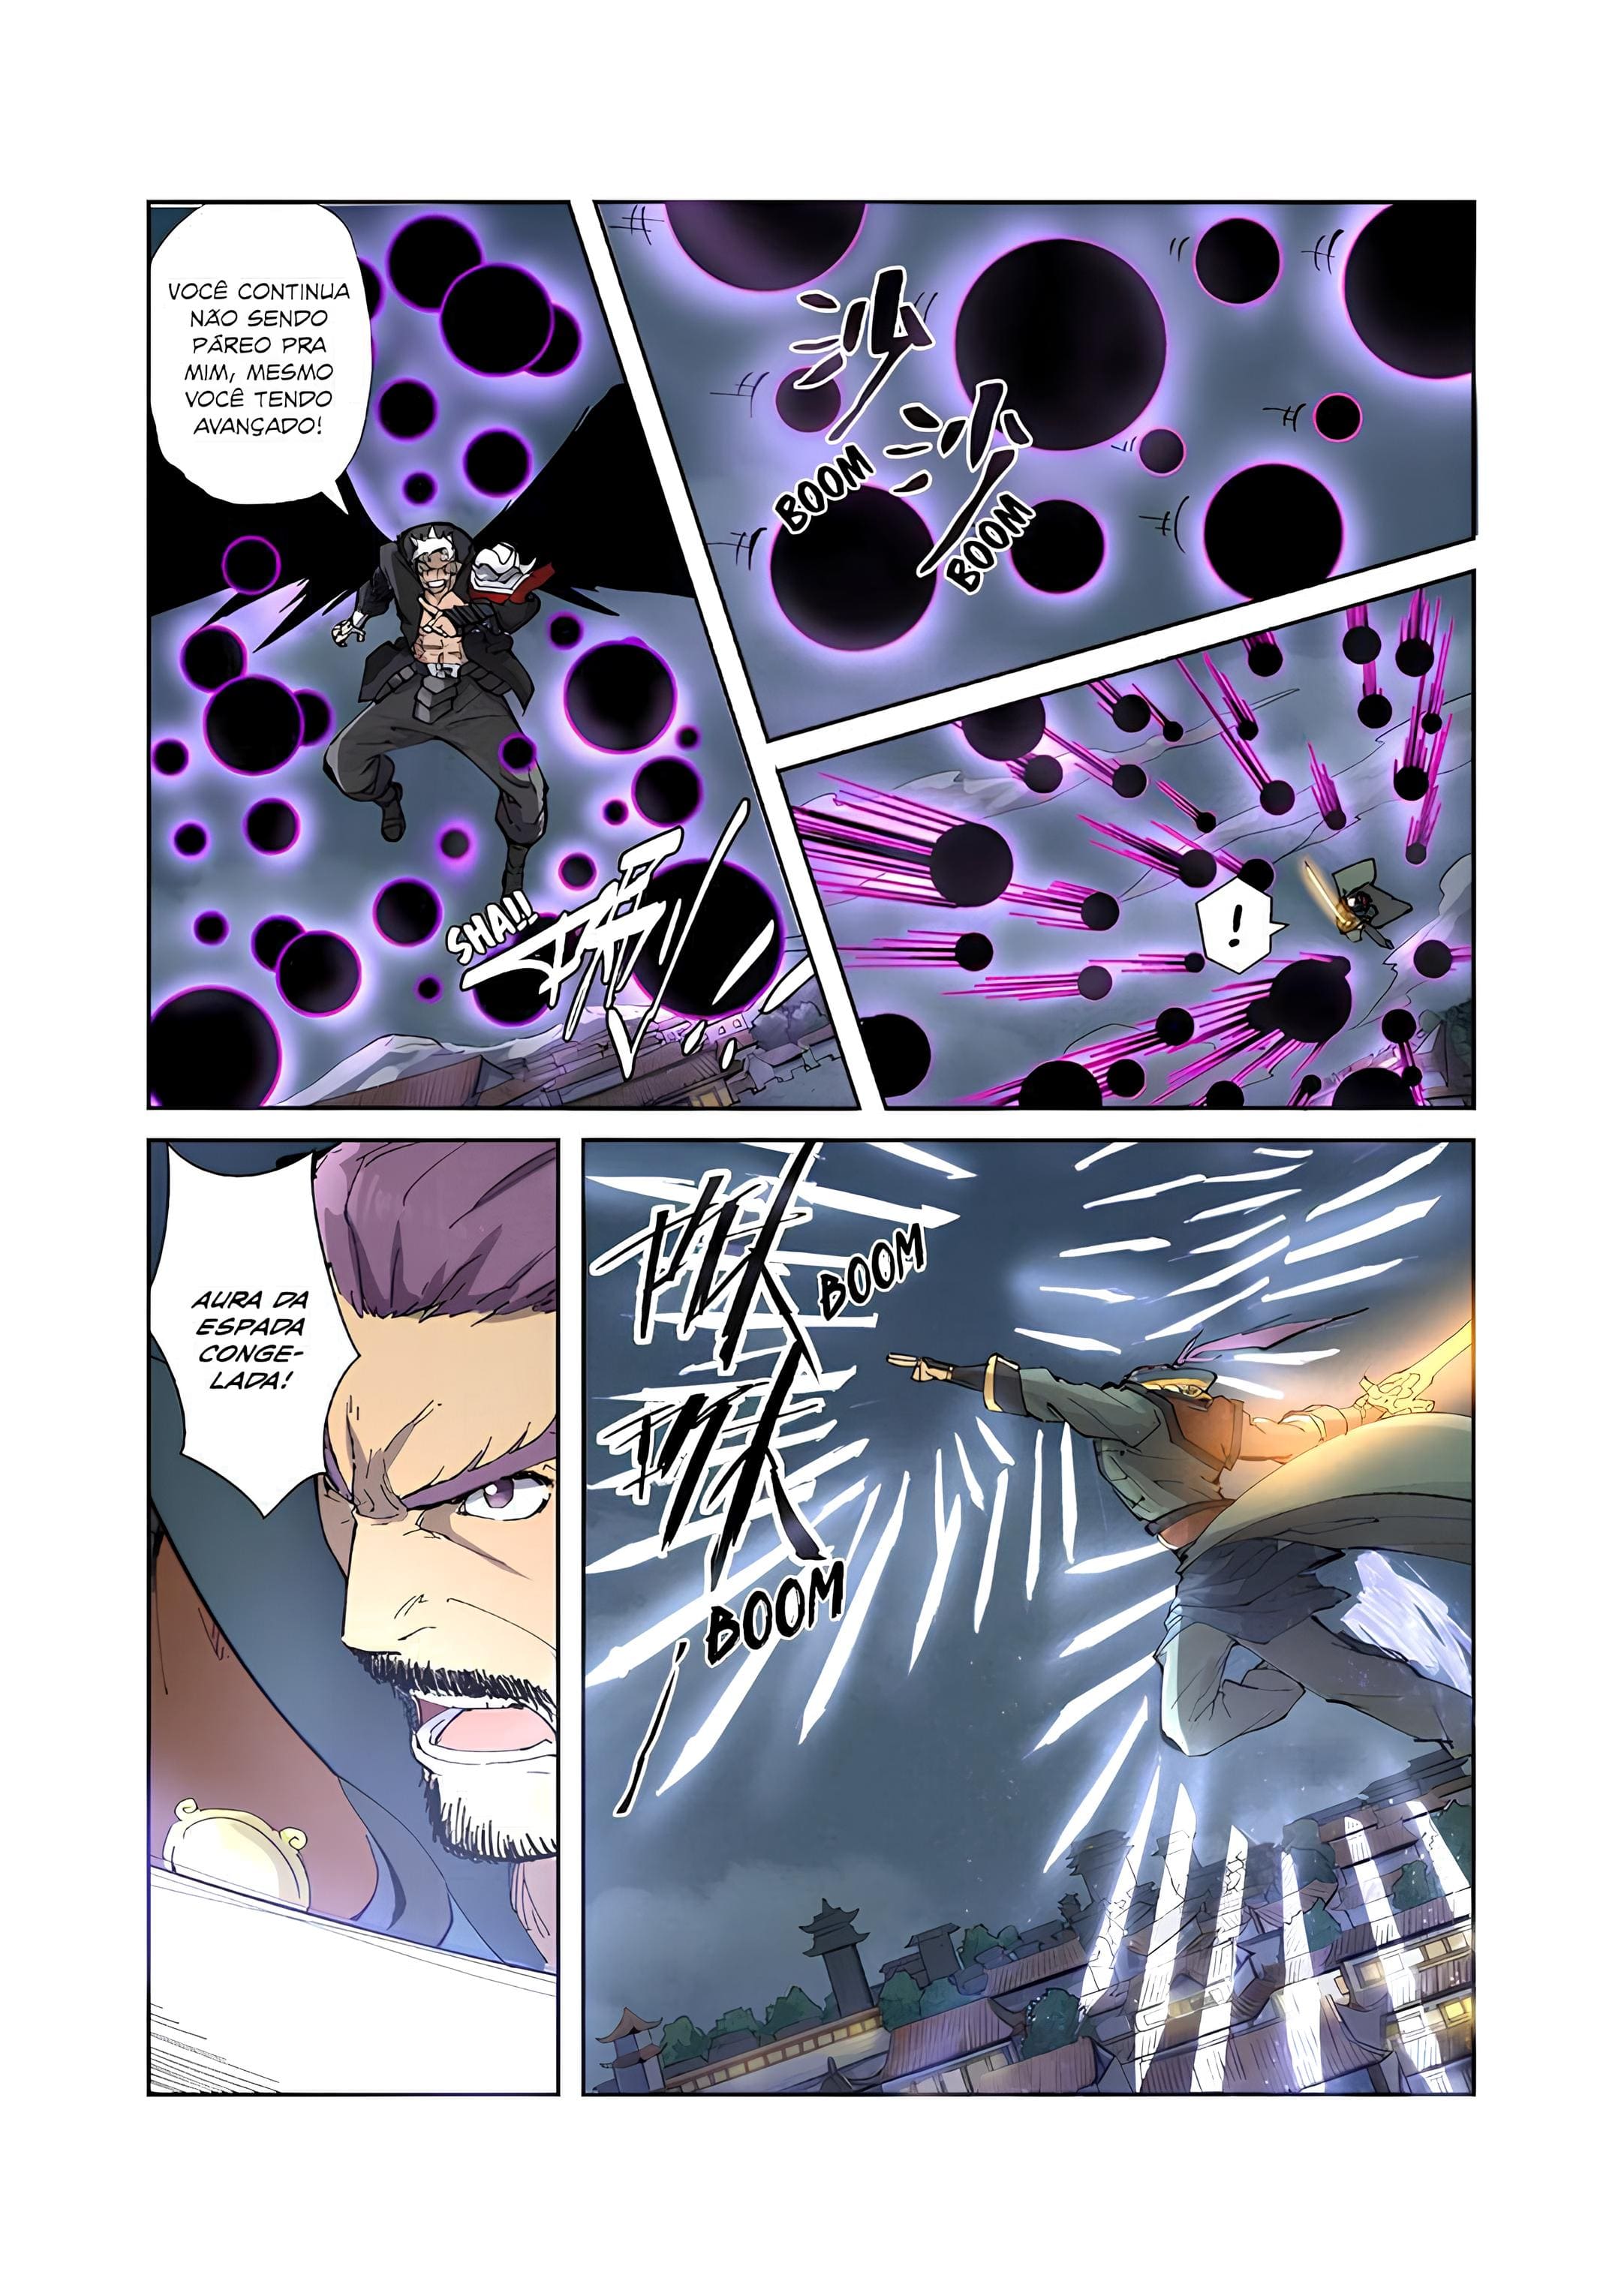 VOCÊ CONTINUA
NÃO SENDO
PÁREO PRA
MIM, MESMO
VOCÊ TENDO
AVANÇADO!
SHA!!
沙
BOOM
沙
BOOM
!
AURA DA
ESPADA
CONGE-
LADA!
BOOM
BOOM